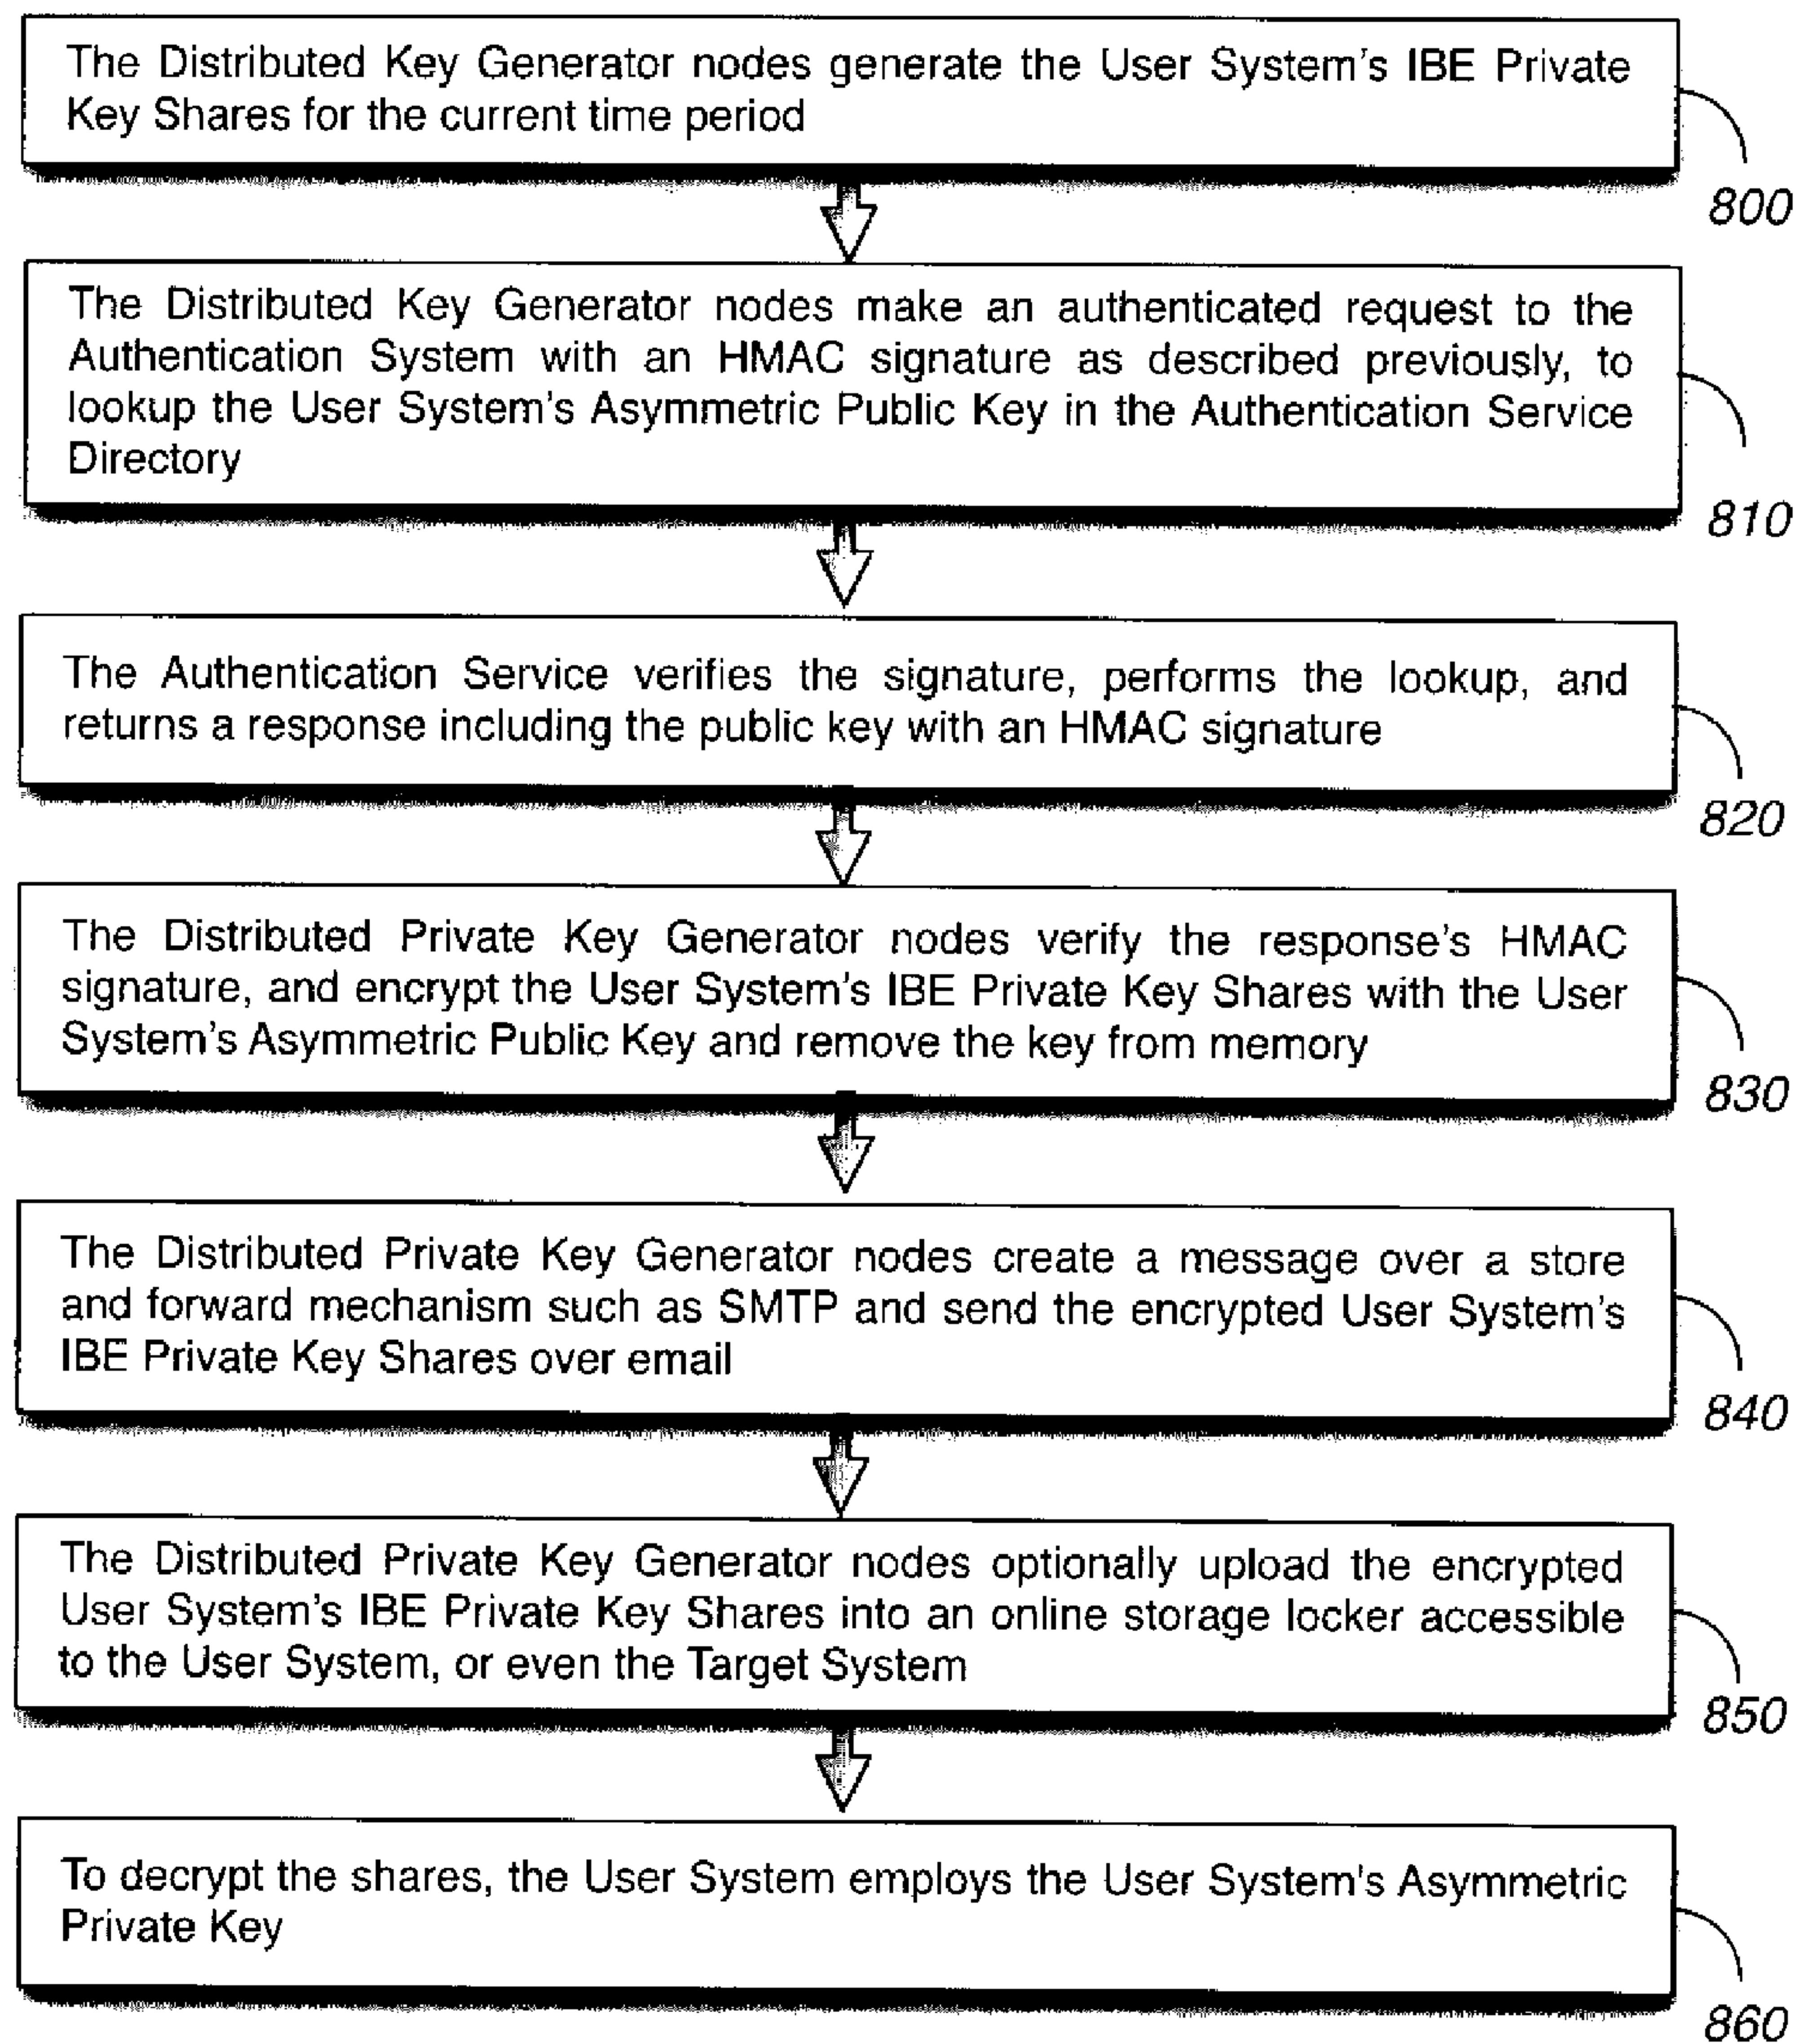 The Distributed Key Generator nodes generate the User System's IBE Private
Key Shares for the current time period
800
The Distributed Key Generator nodes make an authenticated request to the
Authentication System with an HMAC signature as described previously, to
lookup the User System's Asymmetric Public Key in the Authentication Service
Directory
810
The Authentication Service verifies the signature, performs the lookup, and
returns a response including the public key with an HMAC signature
820
The Distributed Private Key Generator nodes verify the response's HMAC
signature, and encrypt the User System's IBE Private Key Shares with the User
System's Asymmetric Public Key and remove the key from memory
830
The Distributed Private Key Generator nodes create a message over a store
and forward mechanism such as SMTP and send the encrypted User System's
IBE Private Key Shares over email
840
The Distributed Private Key Generator nodes optionally upload the encrypted
User System's IBE Private Key Shares into an online storage locker accessible
to the User System, or even the Target System
850
To decrypt the shares, the User System employs the User System's Asymmetric
Private Key
860